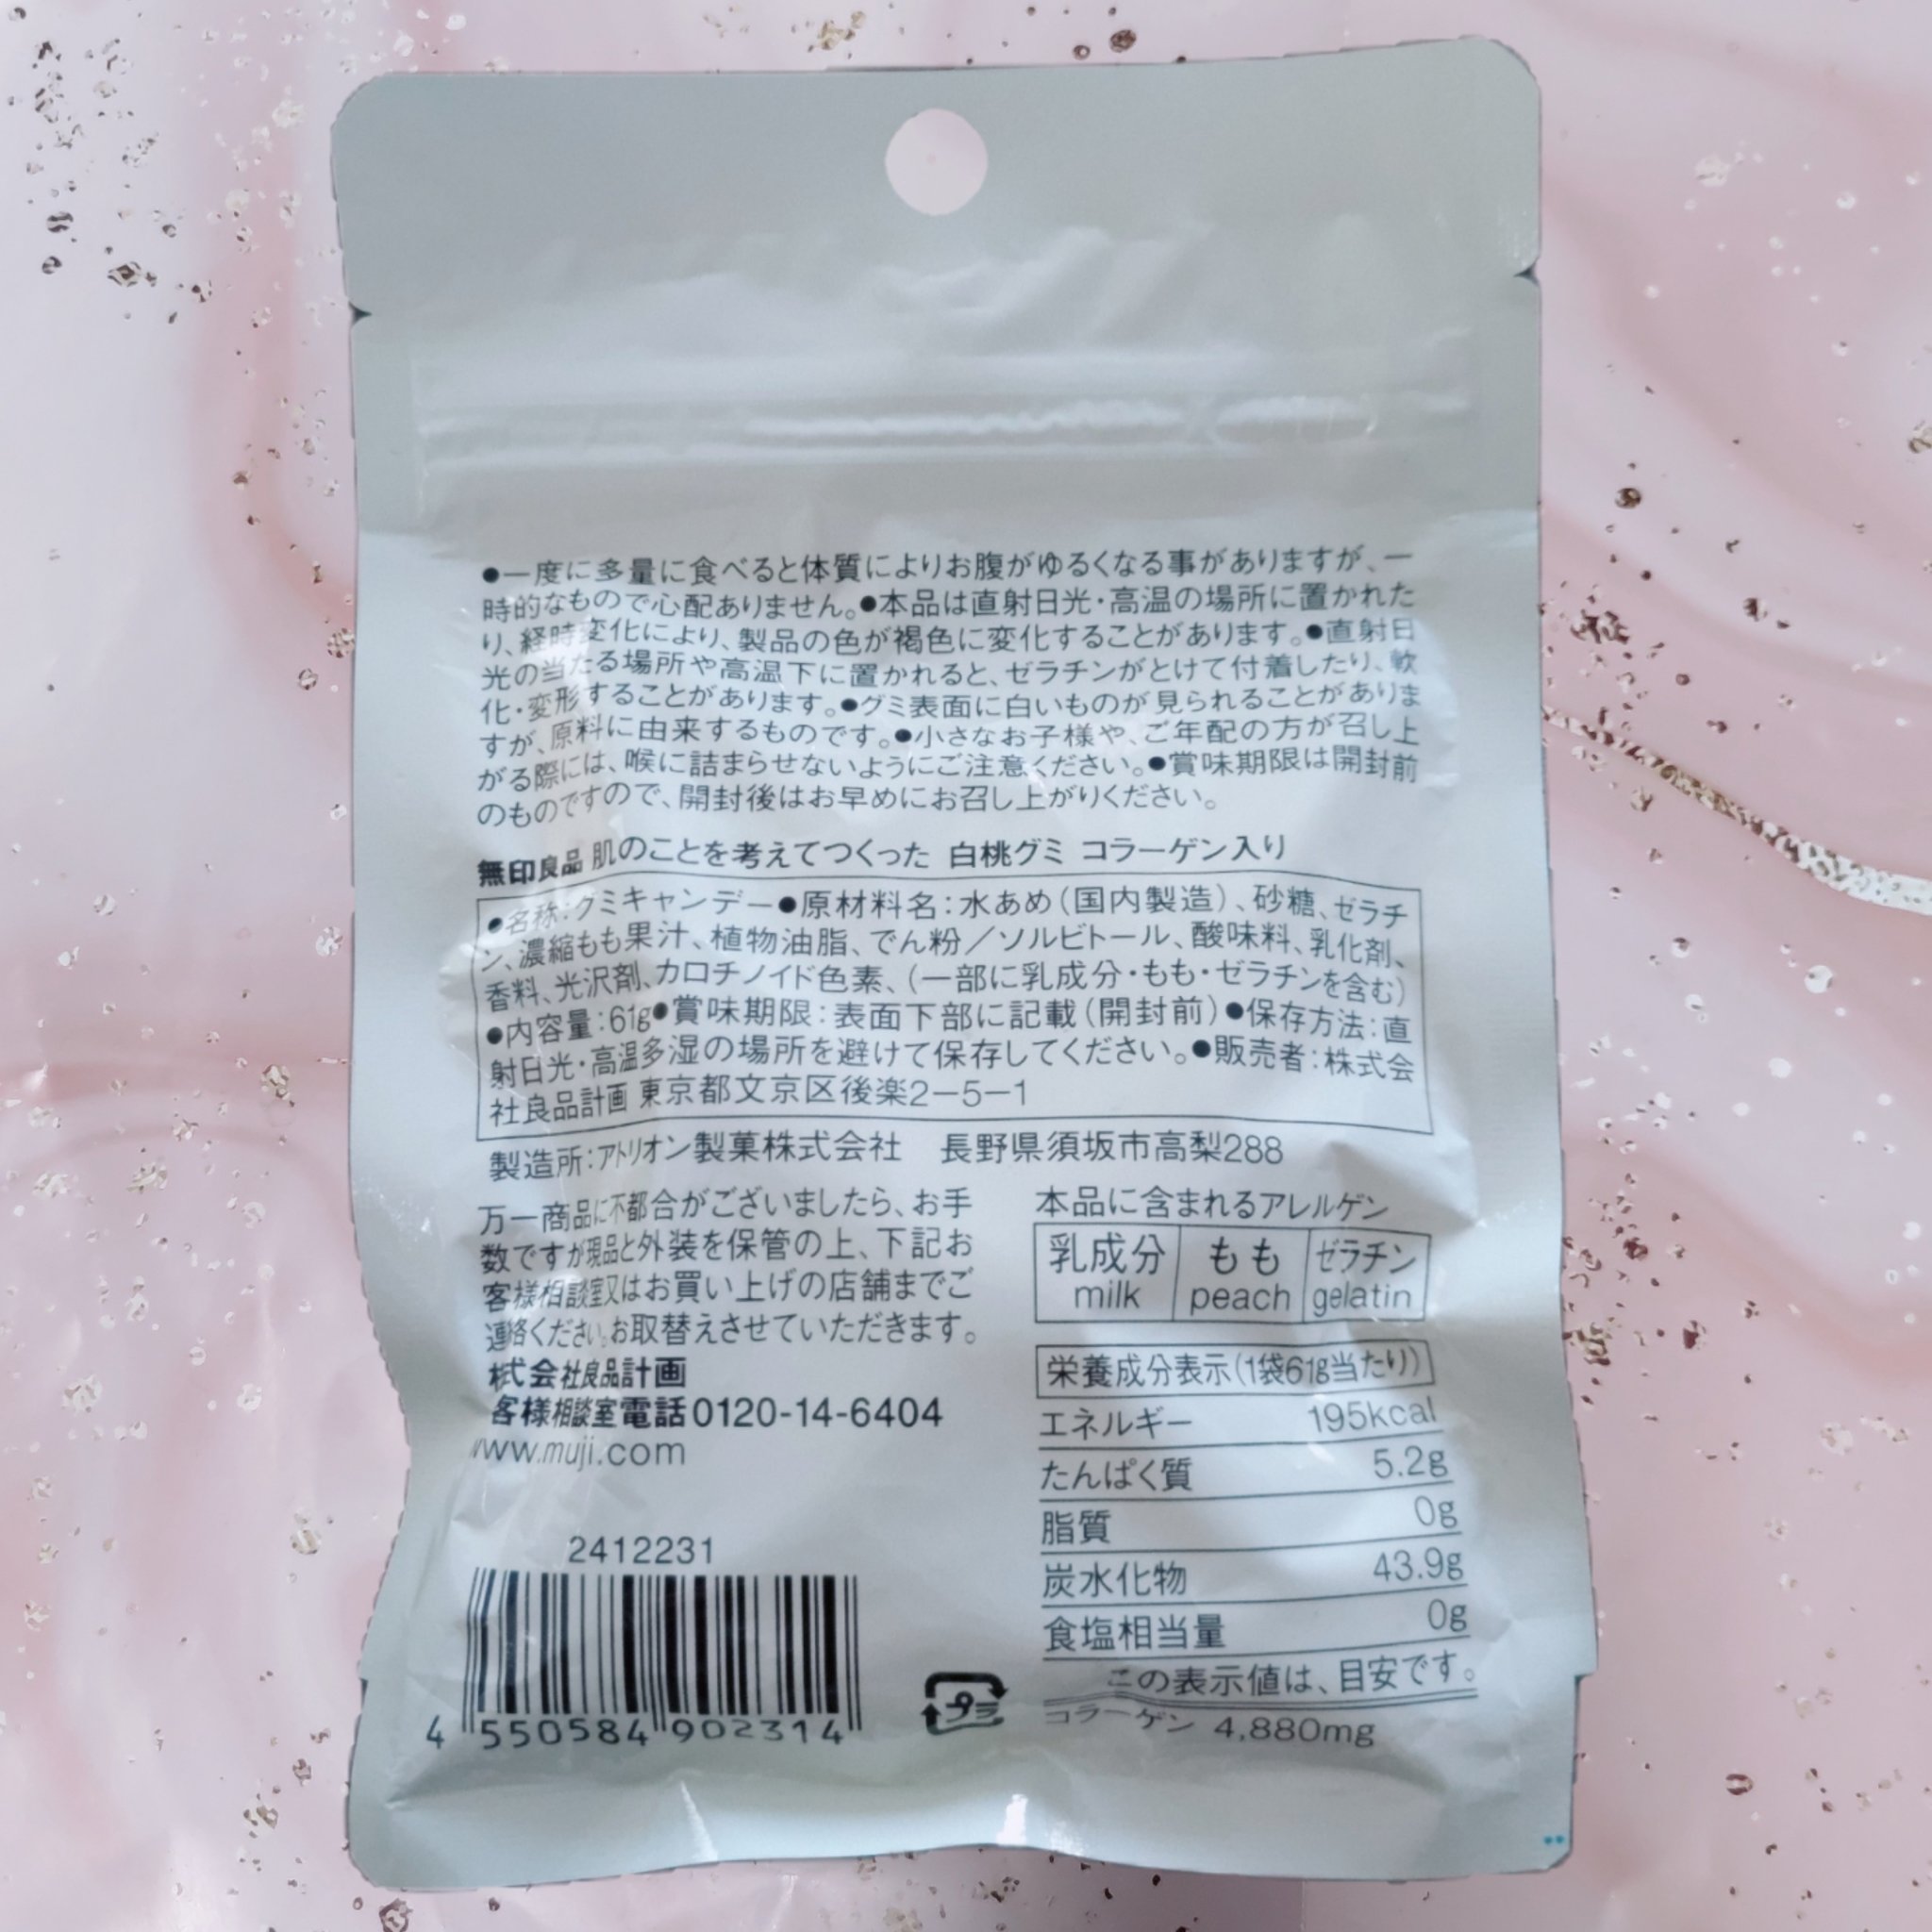 ●一度に多量に食べると体質によりお腹がゆるくなる事がありますが、一
時的なもので心配ありません。●本品は直射日光・高温の場所に置かれた
り、経時変化により、製品の色が褐色に変化することがあります。●直射日
光の当たる場所や高温下に置かれると、ゼラチンがとけて付着したり、軟
化・変形することがあります。●グミ表面に白いものが見られることがありま
すが、原料に由来するものです。●小さなお子様や、ご年配の方が召し上
がる際には、喉に詰まらせないようにご注意ください。●賞味期限は開封前
のものですので、開封後はお早めにお召し上がりください。
無印良品 肌のことを考えてつくった 白桃グミ コラーゲン入り
●名称：グミキャンデー●原材料名：水あめ（国内製造）、砂糖、ゼラチ
ン、濃縮もも果汁、植物油脂、でん粉／ソルビトール、酸味料、乳化剤、
香料、光沢剤、カロチノイド色素、（一部に乳成分・もも・ゼラチンを含む）
●内容量：61g●賞味期限：表面下部に記載（開封前）●保存方法：直
射日光・高温多湿の場所を避けて保存してください。●販売者：株式会
社良品計画 東京都文京区後楽2－5－1
製造所：アトリオン製菓株式会社　長野県須坂市高梨288
万一商品に不都合がございましたら、お手
数ですが現品と外装を保管の上、下記お
客様相談室又はお買い上げの店舗までご
連絡ください。お取替えさせていただきます。
株式会社良品計画
客様相談室電話0120-14-6404
www.muji.com
2412231
4 550584 902314
プラ
本品に含まれるアレルゲン
乳成分 もも ゼラチン
milk peach gelatin
栄養成分表示（1袋61g当たり）
エネルギー 195kcal
たんぱく質 5.2g
脂質 0g
炭水化物 43.9g
食塩相当量 0g
この表示値は、目安です。
コラーゲン 4,880mg